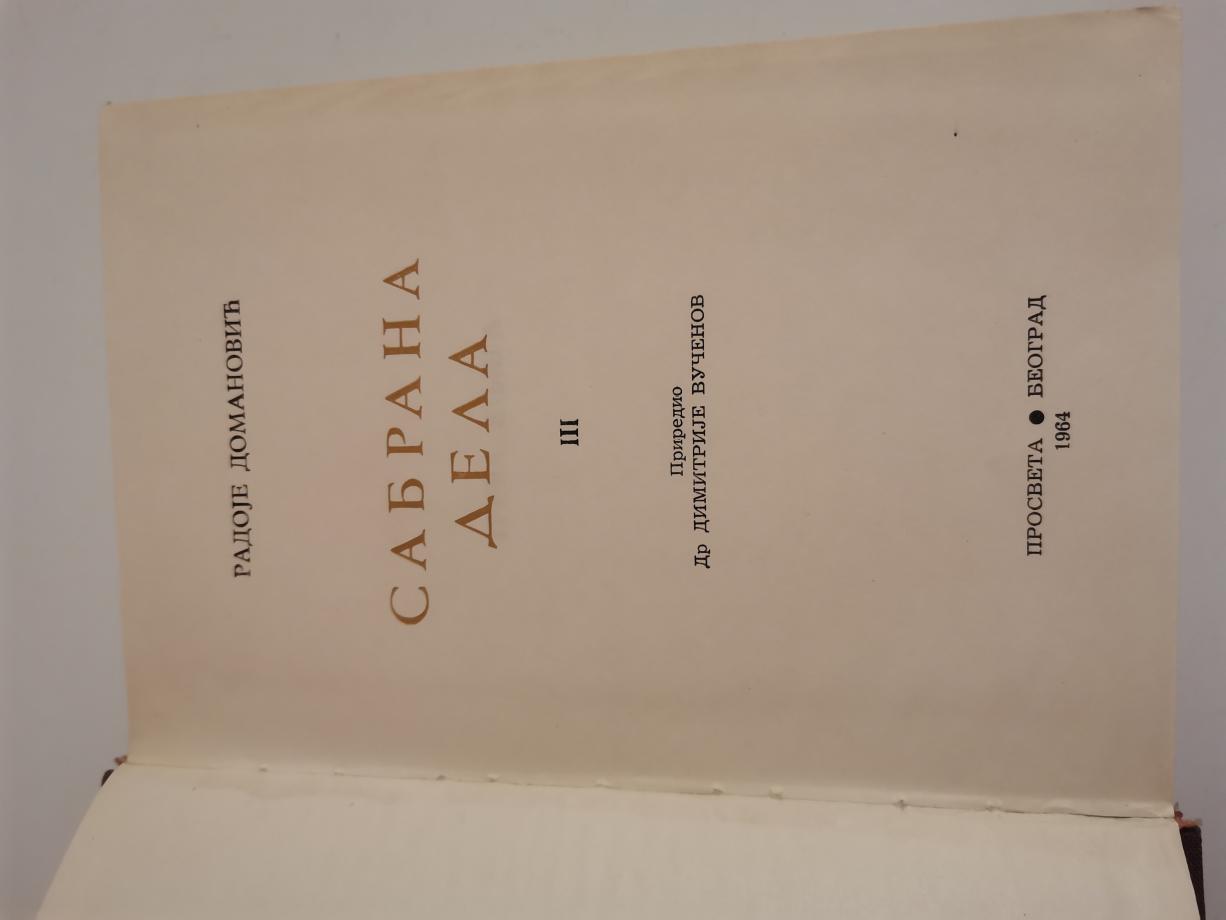 РАДОЈЕ ДОМАНОВИЋ
САБРАНА
ДЕЛА
III
Приредио
Др ДИМИТРИЈЕ ВУЧЕНОВ
ПРОСВЕТА ● БЕОГРАД
1964